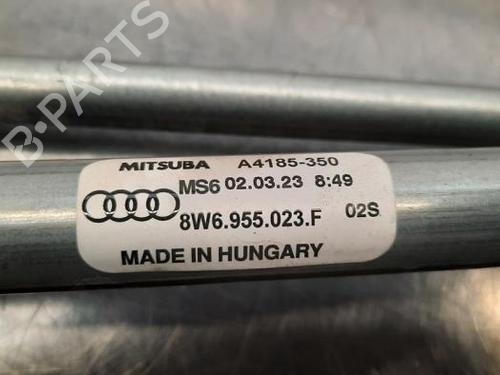 B-PARTS
MITSUBA A4185-350
MS6 02.03.23 8:49
8W6.955.023.F 02S
MADE IN HUNGARY